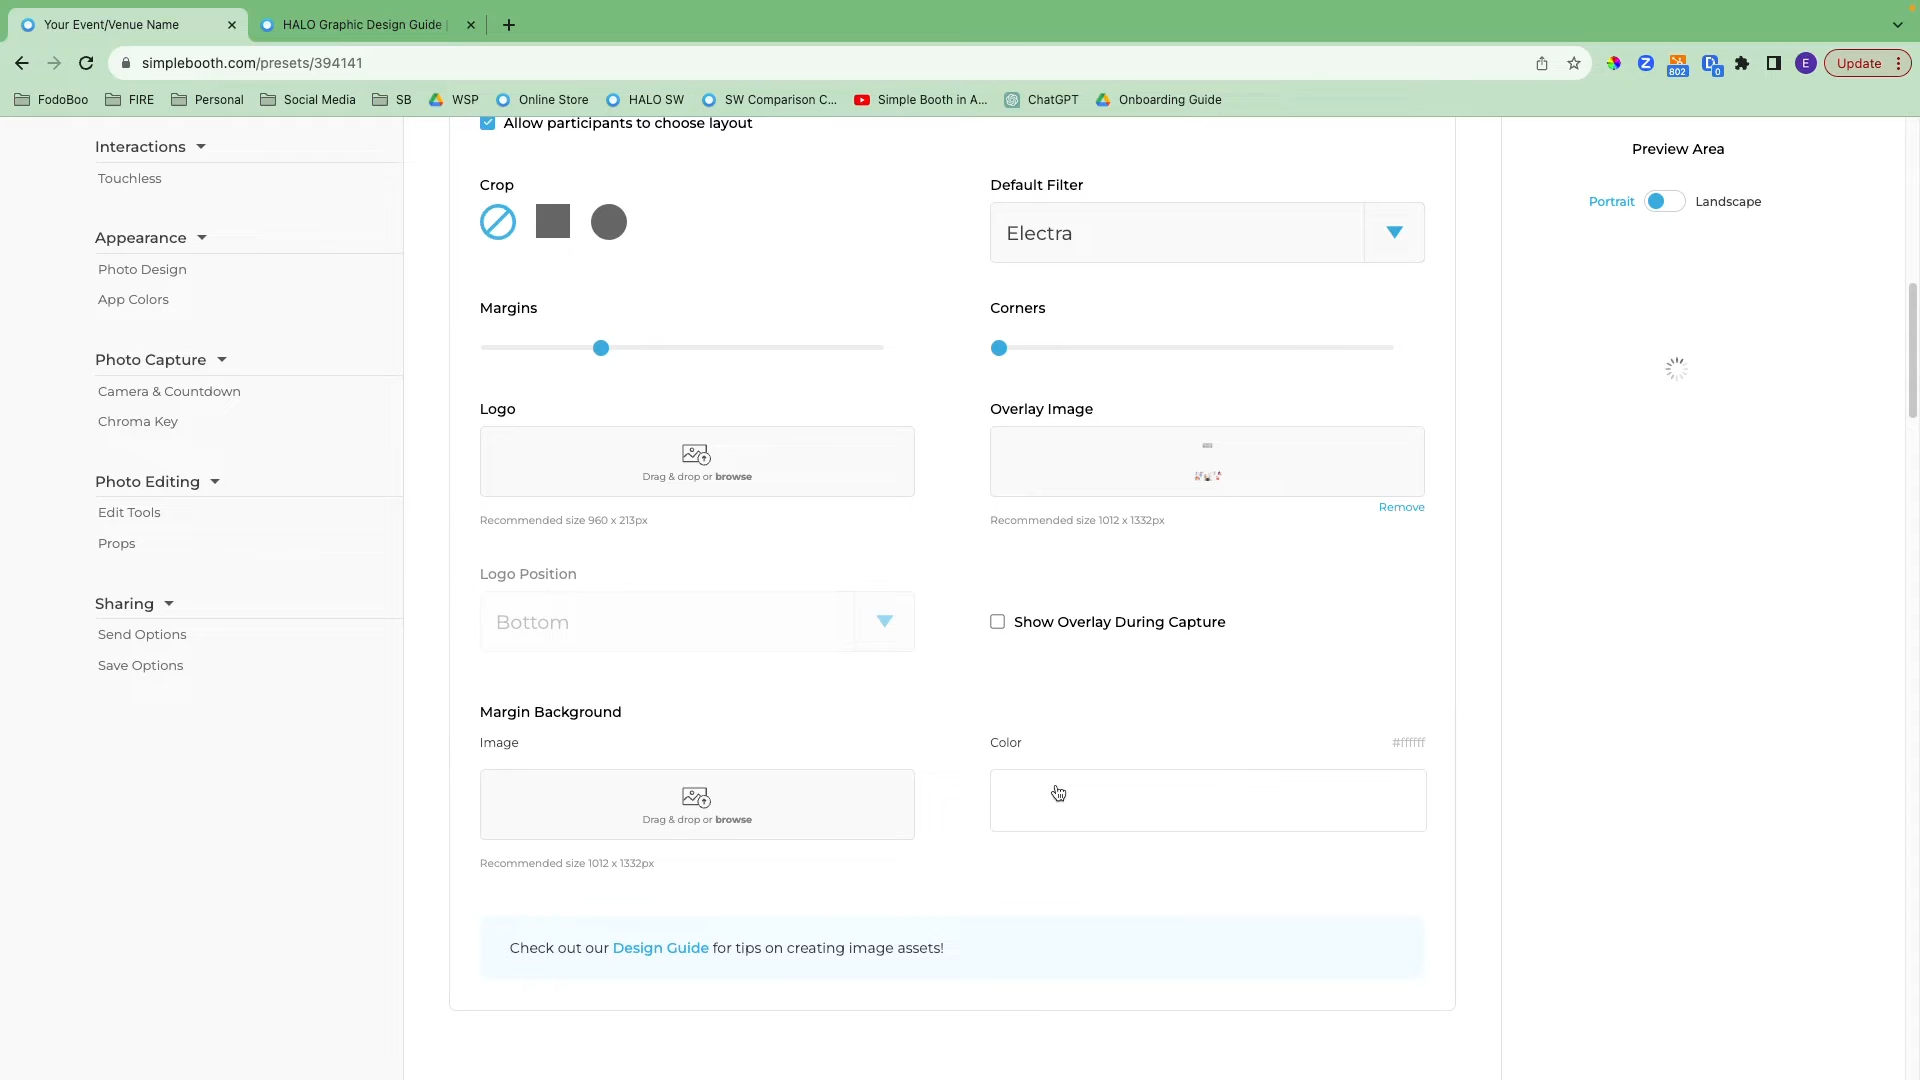 Your Event/Venue Name
HALO Graphic Design Guide
simplebooth.com/presets/394141
802
0
E
Update
FodoBoo
FIRE
Personal
Social Media
SB
WSP
Online Store
HALO SW
SW Comparison C...
Simple Booth in A...
ChatGPT
Onboarding Guide
Interactions
Touchless
Appearance
Photo Design
App Colors
Photo Capture
Camera & Countdown
Chroma Key
Photo Editing
Edit Tools
Props
Sharing
Send Options
Save Options
Allow participants to choose layout
Crop
Default Filter
Electra
Margins
Corners
Logo
Overlay Image
Drag & drop or browse
Remove
Recommended size 960 x 213px
Recommended size 1012 x 1332px
Logo Position
Bottom
Show Overlay During Capture
Margin Background
Image
Color
#ffffff
Drag & drop or browse
Recommended size 1012 x 1332px
Check out our Design Guide for tips on creating image assets!
Preview Area
Portrait
Landscape